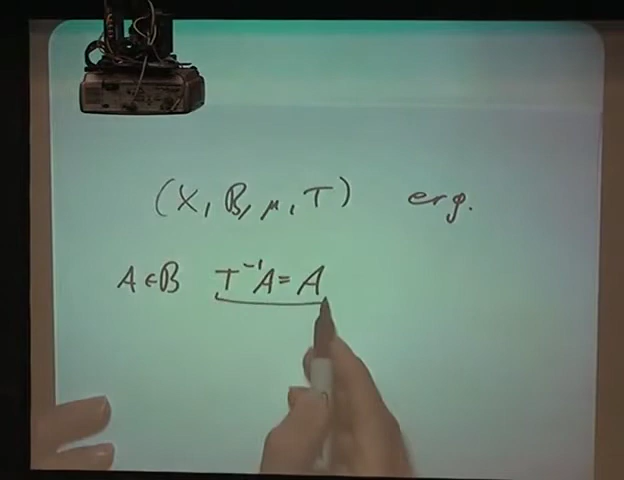 (X, B, μ, T) erg.
A ∈ B T⁻¹A = A